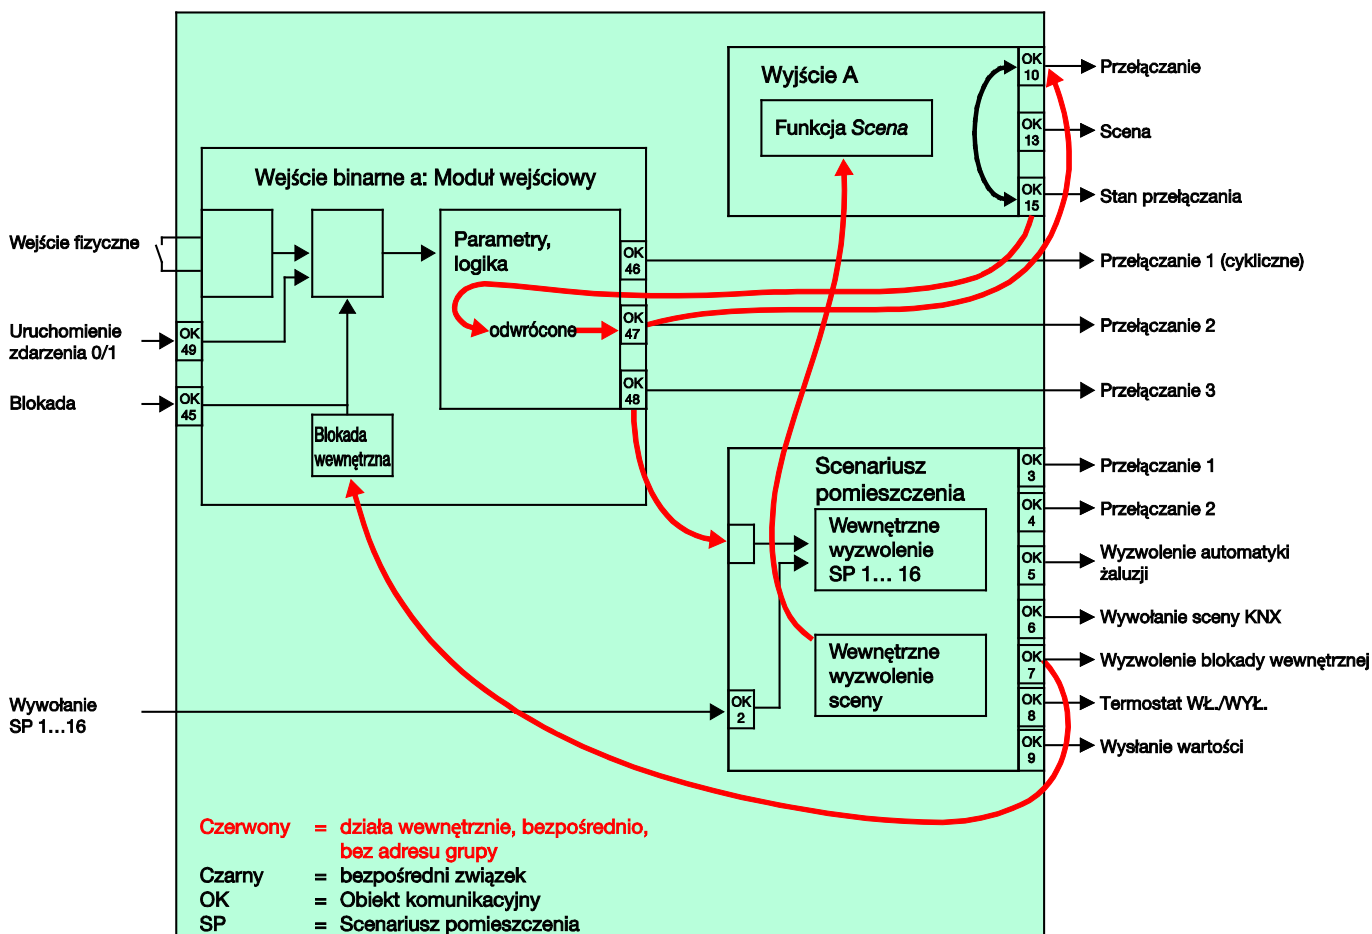 Wyjście A
Funkcja Scena
OK
10
Przełączanie
OK
13
Scena
OK
15
Stan przełączania
Wejście binarne a: Moduł wejściowy
Wejście fizyczne
Parametry,
logika
odwrócone
OK
46
Przełączanie 1 (cykliczne)
Uruchomienie
zdarzenia 0/1
OK
49
OK
47
Przełączanie 2
Blokada
OK
45
OK
48
Przełączanie 3
Blokada
wewnętrzna
Scenariusz
pomieszczenia
Wewnętrzne
wyzwolenie
SP 1... 16
Wewnętrzne
wyzwolenie
sceny
OK
3
Przełączanie 1
OK
4
Przełączanie 2
OK
5
Wyzwolenie automatyki
żaluzji
OK
6
Wywołanie sceny KNX
OK
7
Wyzwolenie blokady wewnętrznej
OK
8
Termostat WŁ./WYŁ.
OK
9
Wysłanie wartości
Wywołanie
SP 1...16
OK
2
Czerwony = działa wewnętrznie, bezpośrednio,
bez adresu grupy
Czarny = bezpośredni związek
OK = Obiekt komunikacyjny
SP = Scenariusz pomieszczenia